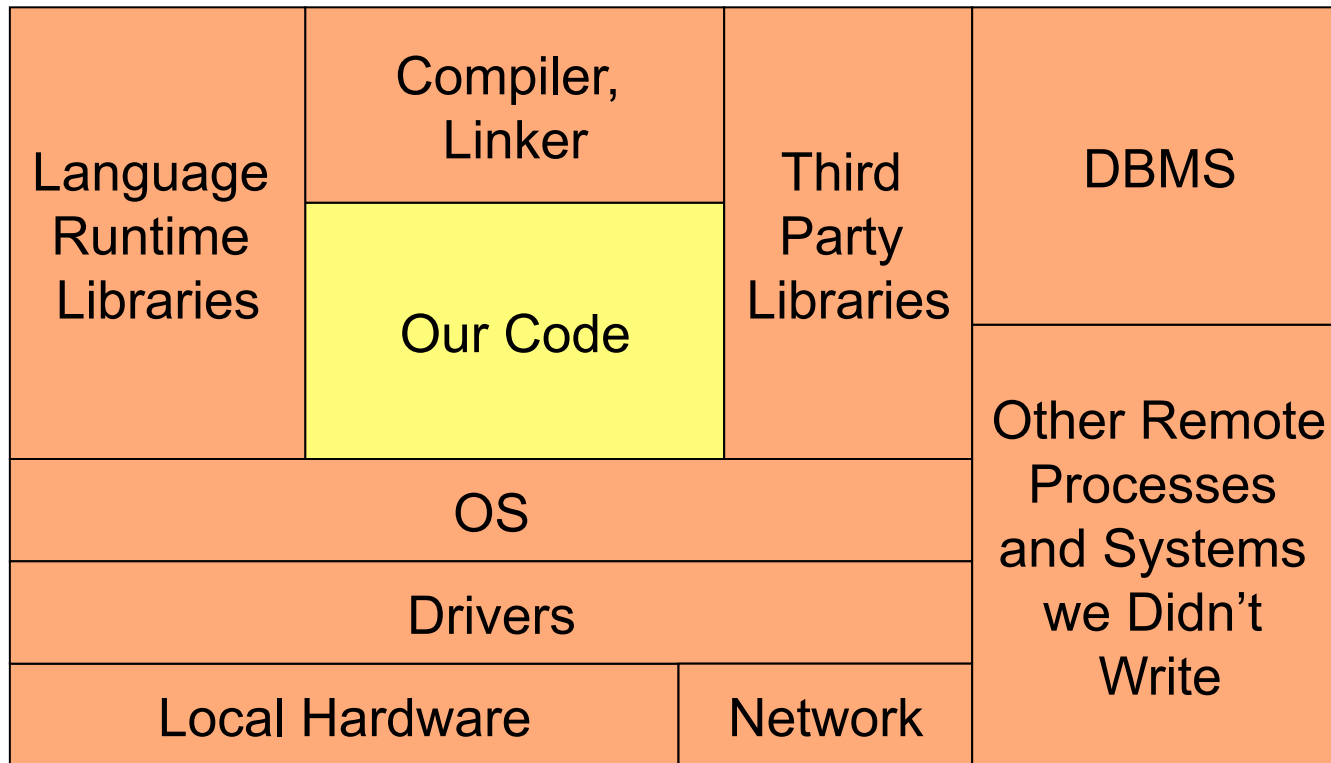 Language
Runtime
Libraries
Compiler,
Linker
Our Code
Third
Party
Libraries
DBMS
Other Remote
Processes
and Systems
we Didn’t
Write
OS
Drivers
Local Hardware
Network